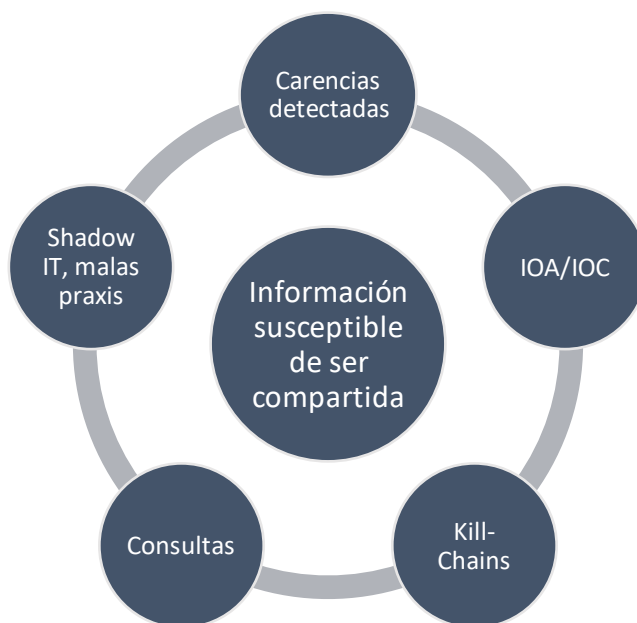 Carencias
detectadas
Shadow
IT, malas
praxis
IOA/IOC
Información
susceptible
de ser
compartida
Consultas
Kill-
Chains